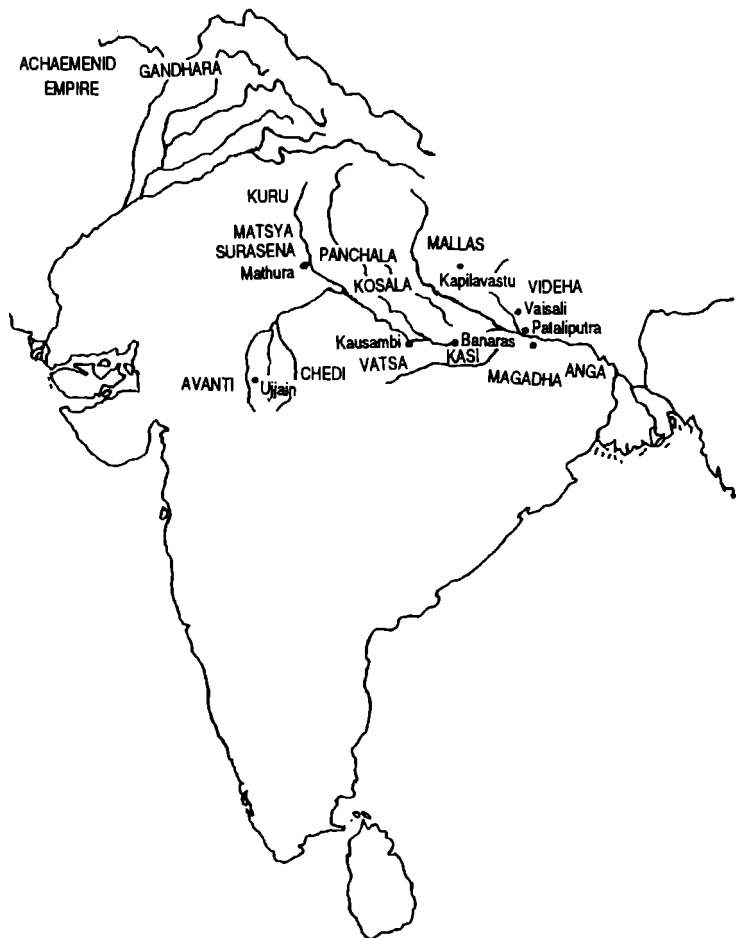 ACHAEMENID
EMPIRE
GANDHARA
KURU
MATSYA
SURASENA
Mathura
PANCHALA
KOSALA
MALLAS
Kapilavastu
VIDEHA
Vaisali
Pataliputra
Kausambi
Banaras
VATSA
KASI
MAGADHA
ANGA
AVANTI
Ujjain
CHEDI